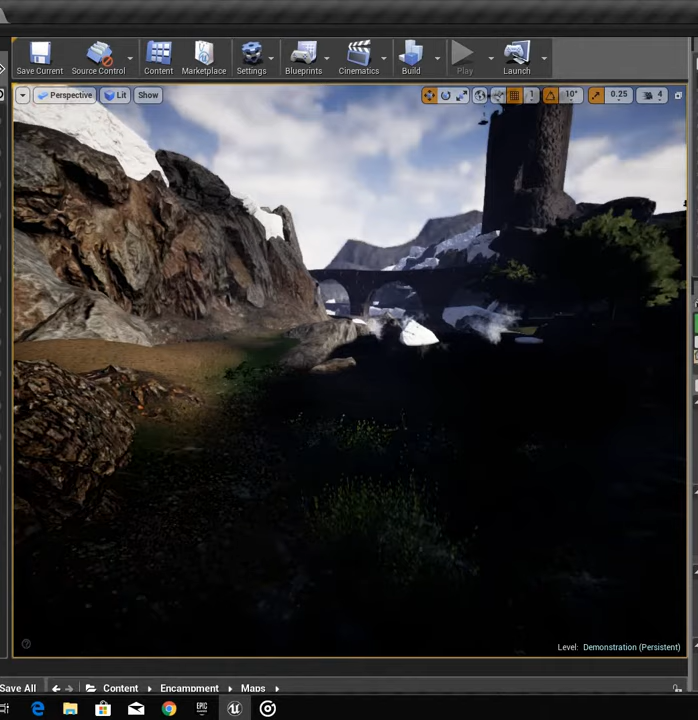 Save Current Source Control Content Marketplace Settings Blueprints Cinematics Build Play Launch
Perspective Lit Show 1 10° 0.25 4
Level: Demonstration (Persistent)
Save All Content Encampment Maps
EPIC